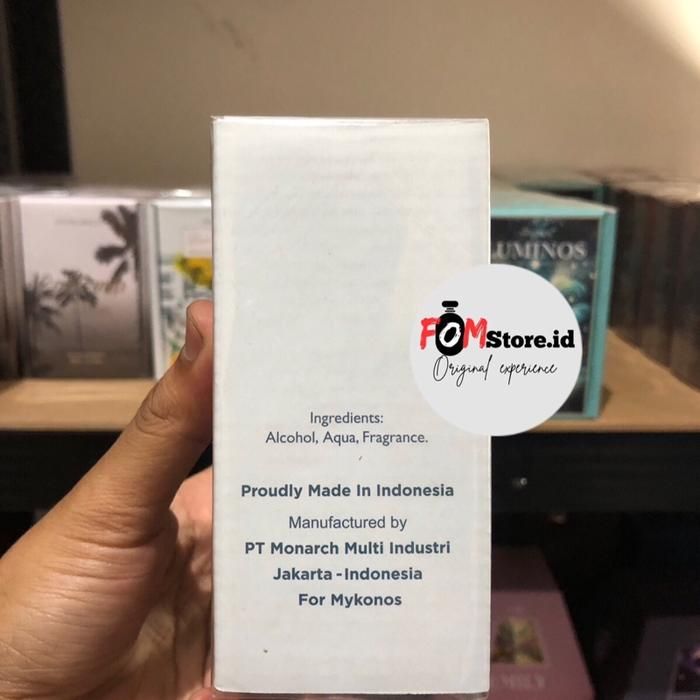 Ingredients:
Alcohol, Aqua, Fragrance.
Proudly Made In Indonesia
Manufactured by
PT Monarch Multi Industri
Jakarta - Indonesia
For Mykonos
FOMStore.id
Original experience
LUMINOS